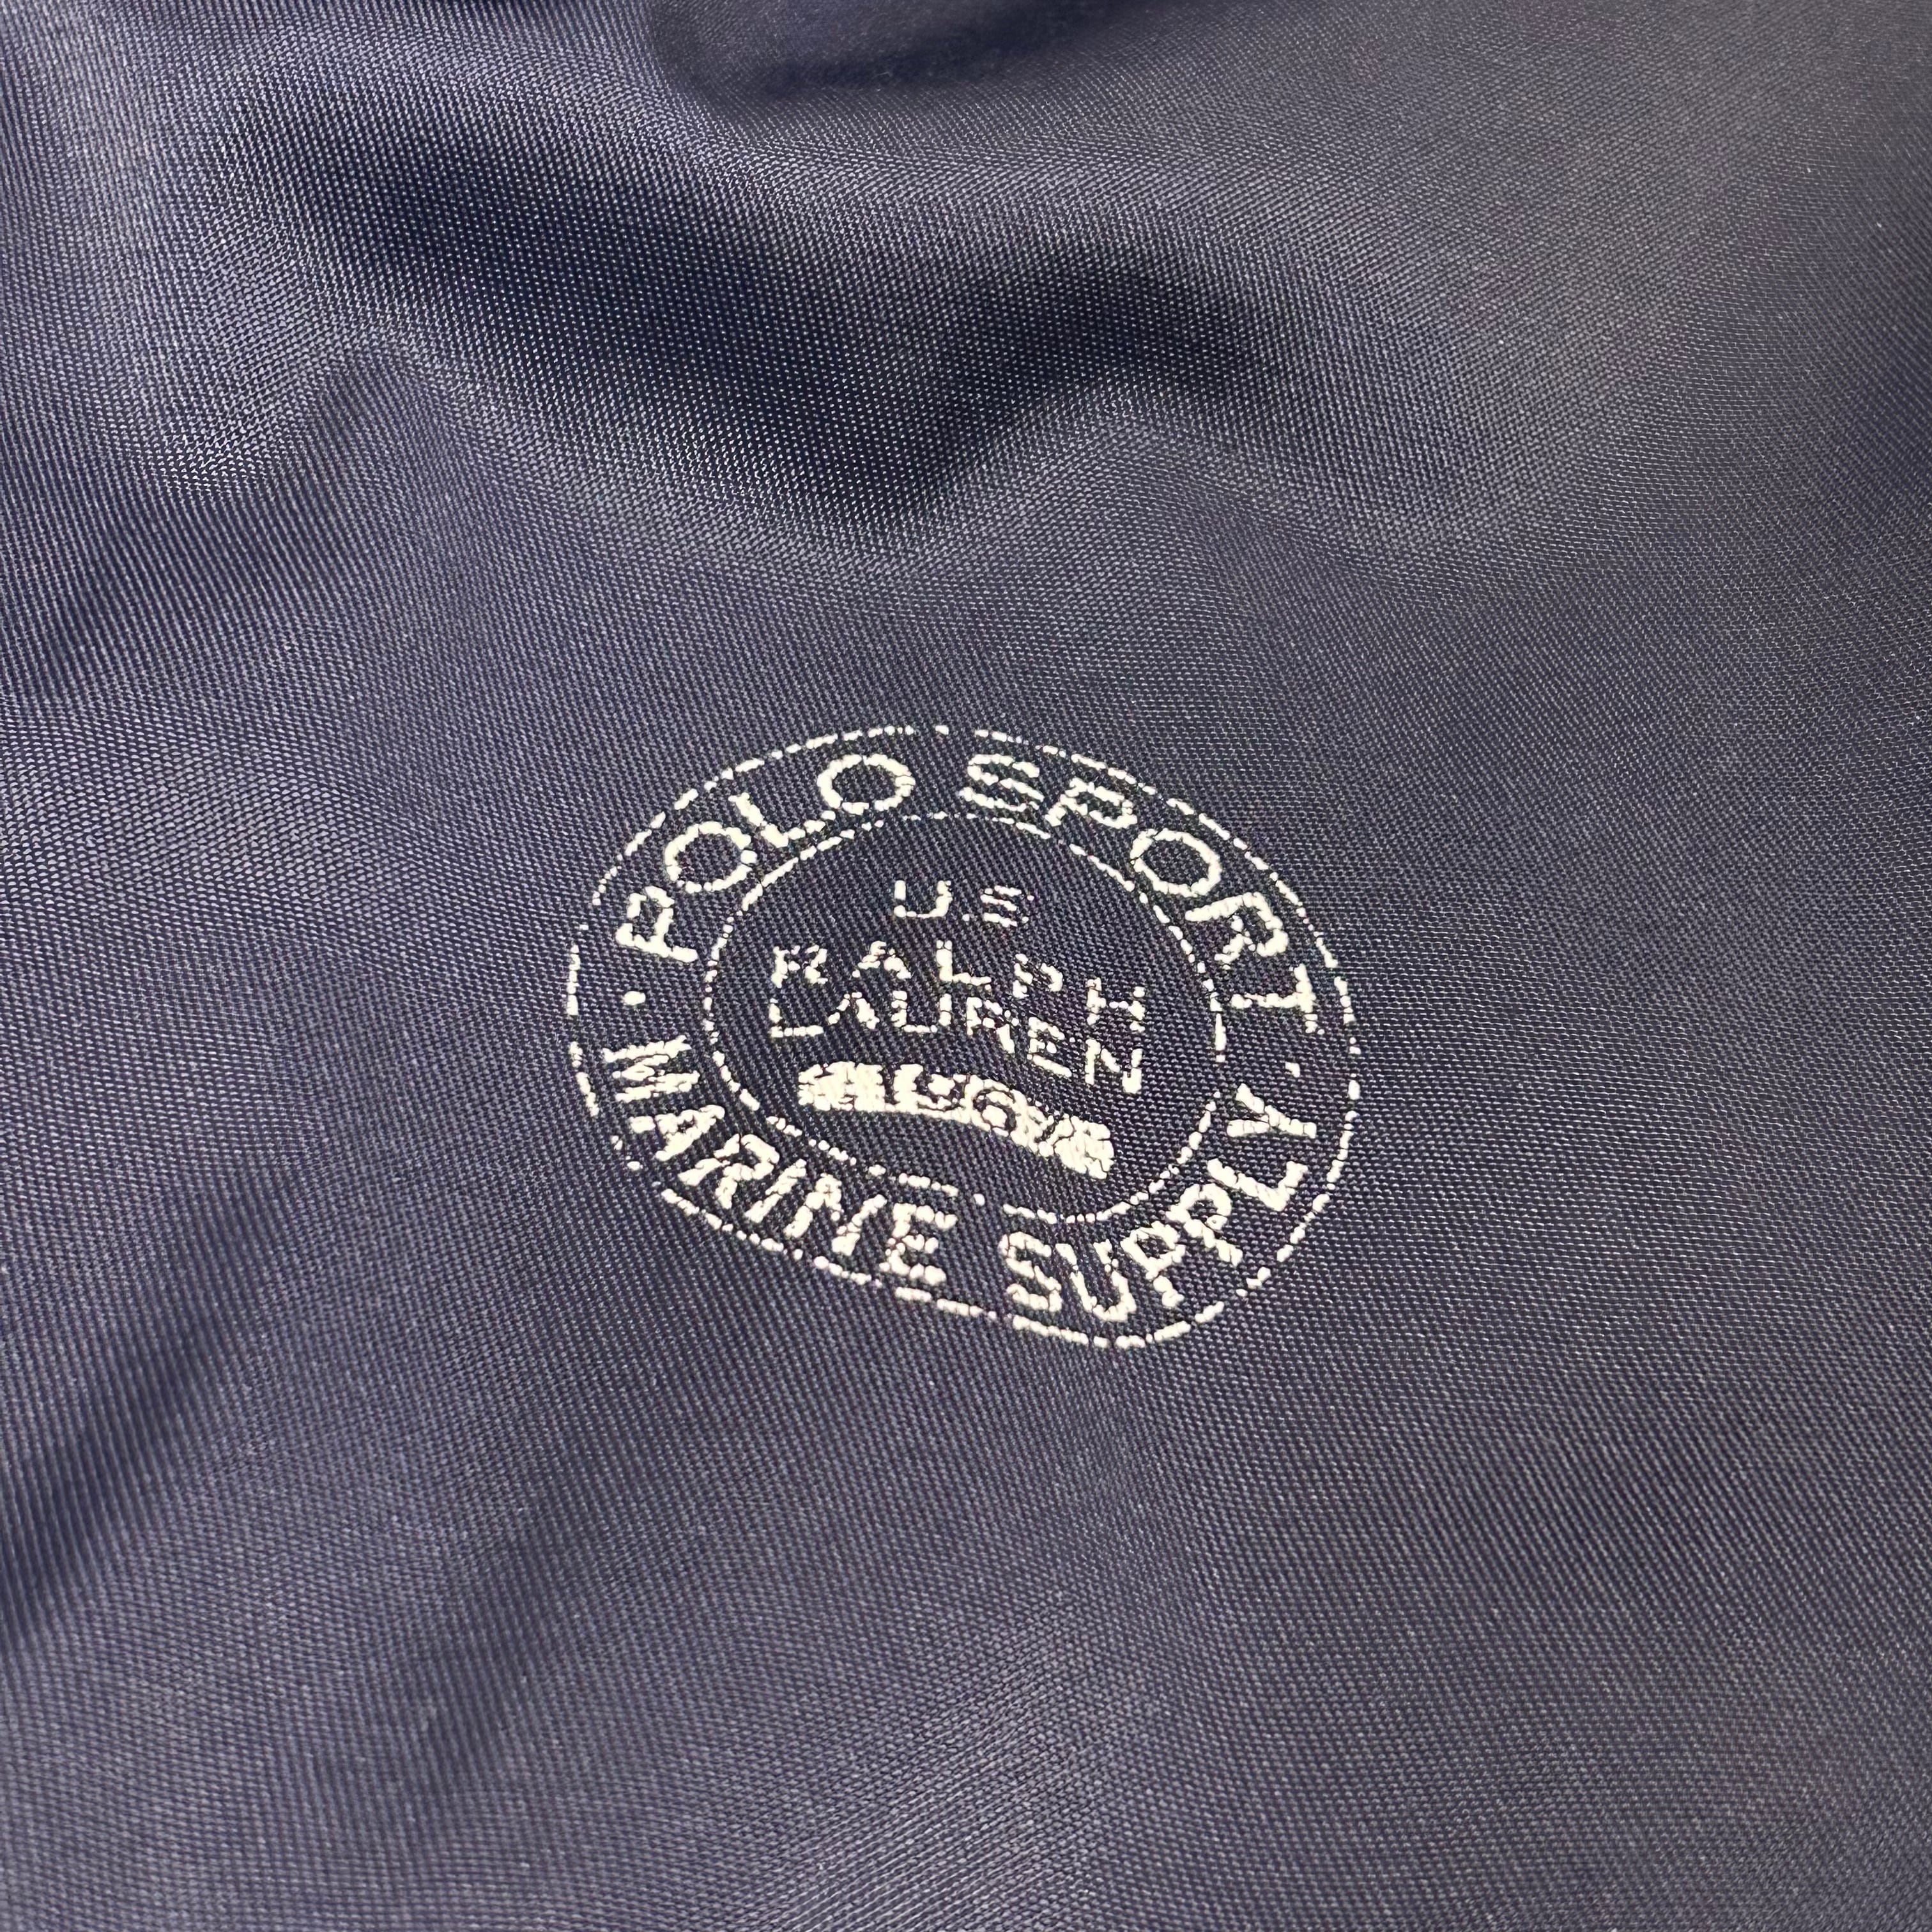 · POLO SPORT ·
U.S.
RALPH
LAUREN
MARINE SUPPLY